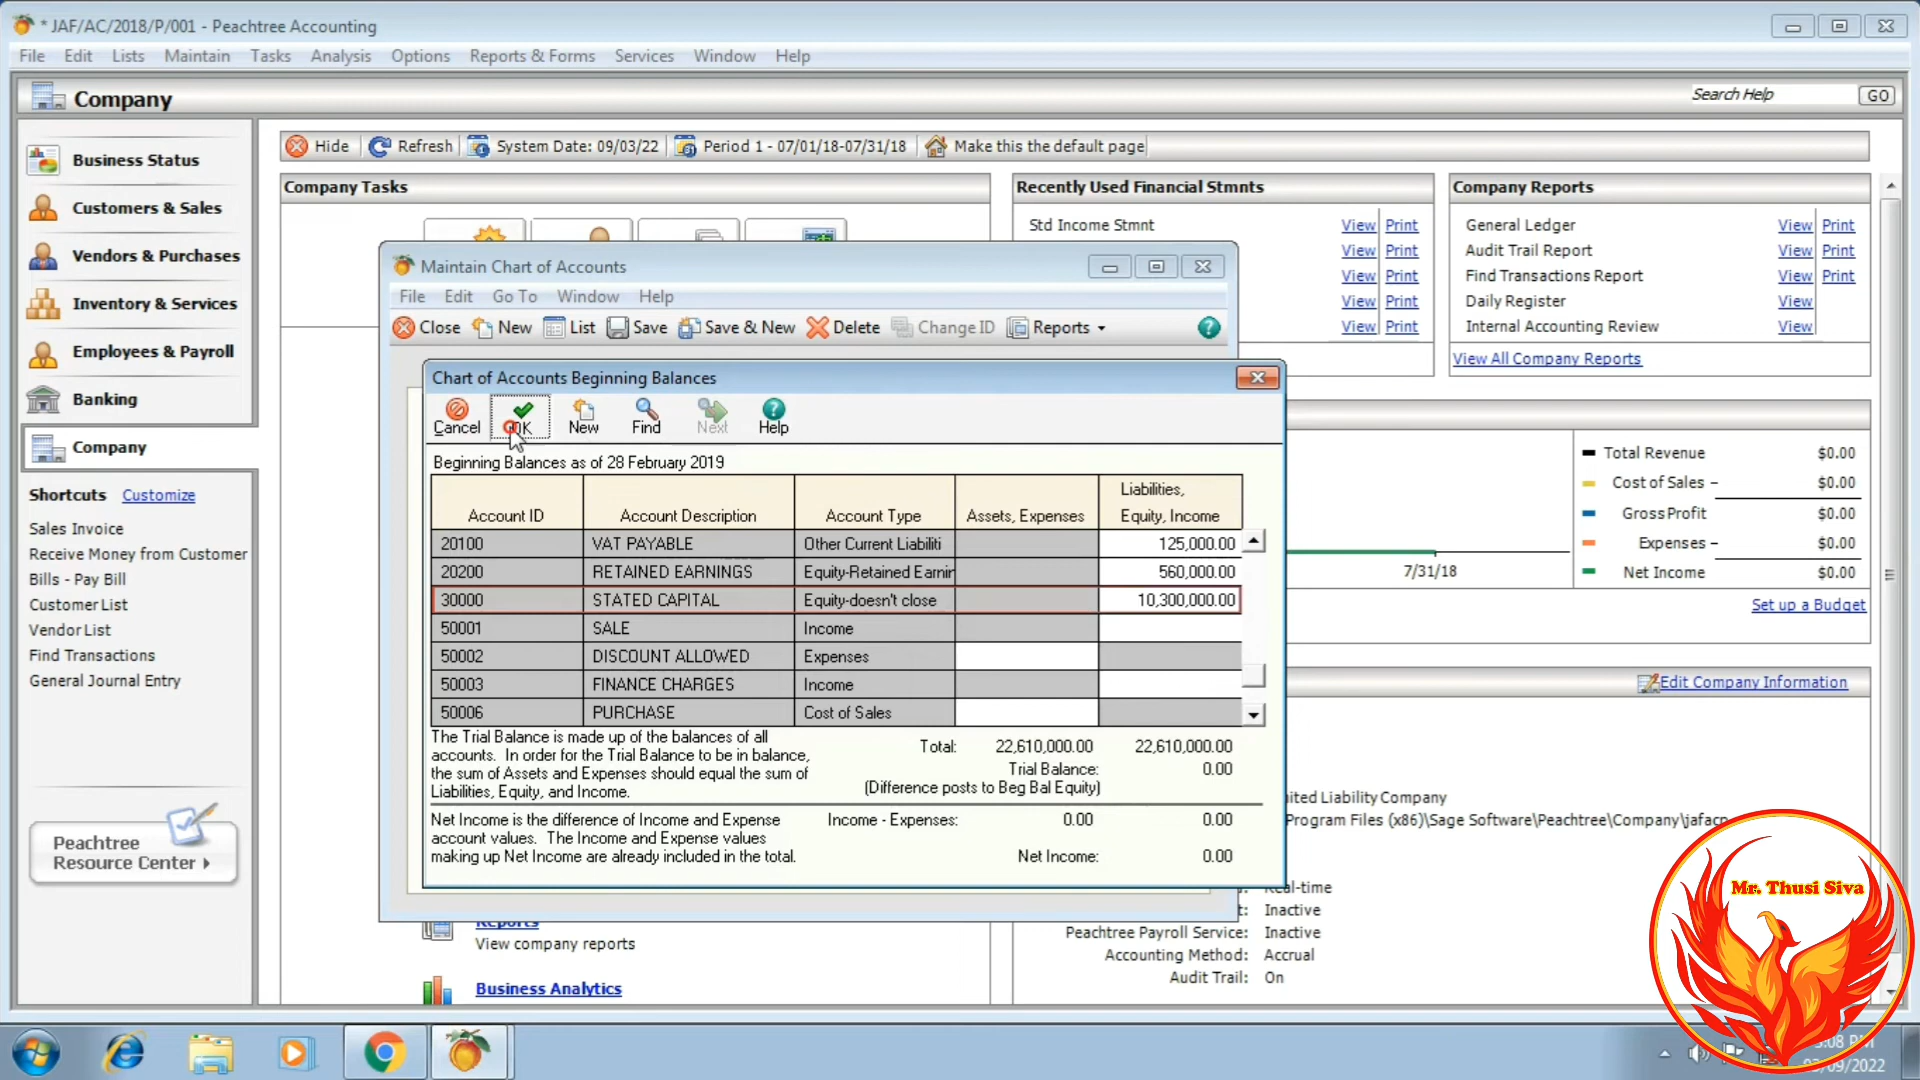 * JAF/AC/2018/P/001 - Peachtree Accounting
File Edit Lists Maintain Tasks Analysis Options Reports & Forms Services Window Help
Company
Search Help GO
Business Status
Customers & Sales
Vendors & Purchases
Inventory & Services
Employees & Payroll
Banking
Company
Shortcuts Customize
Sales Invoice
Receive Money from Customer
Bills - Pay Bill
Customer List
Vendor List
Find Transactions
General Journal Entry
Peachtree
Resource Center
Hide Refresh System Date: 09/03/22 Period 1 - 07/01/18-07/31/18 Make this the default page
Company Tasks
Recently Used Financial Stmnts
Std Income Stmnt View Print
View Print
View Print
View Print
View Print
Company Reports
General Ledger View Print
Audit Trail Report View Print
Find Transactions Report View Print
Daily Register View
Internal Accounting Review View
View All Company Reports
Maintain Chart of Accounts
File Edit Go To Window Help
Close New List Save Save & New Delete Change ID Reports
Chart of Accounts Beginning Balances
Cancel OK New Find Next Help
Beginning Balances as of 28 February 2019
Account ID Account Description Account Type Assets, Expenses Liabilities, Equity, Income
20100 VAT PAYABLE Other Current Liabiliti 125,000.00
20200 RETAINED EARNINGS Equity-Retained Earnin 560,000.00
30000 STATED CAPITAL Equity-doesn't close 10,300,000.00
50001 SALE Income
50002 DISCOUNT ALLOWED Expenses
50003 FINANCE CHARGES Income
50006 PURCHASE Cost of Sales
The Trial Balance is made up of the balances of all
accounts. In order for the Trial Balance to be in balance,
the sum of Assets and Expenses should equal the sum of
Liabilities, Equity, and Income.
Total: 22,610,000.00 22,610,000.00
Trial Balance: 0.00
(Difference posts to Beg Bal Equity)
Net Income is the difference of Income and Expense
account values. The Income and Expense values
making up Net Income are already included in the total.
Income - Expenses: 0.00 0.00
Net Income: 0.00
7/31/18
Total Revenue $0.00
Cost of Sales – $0.00
Gross Profit $0.00
Expenses – $0.00
Net Income $0.00
Set up a Budget
Edit Company Information
ited Liability Company
Program Files (x86)\Sage Software\Peachtree\Company\jafacp
Real-time
Inactive
Peachtree Payroll Service: Inactive
Accounting Method: Accrual
Audit Trail: On
Reports
View company reports
Business Analytics
Mr. Thusi Siva
:08 PM
/09/2022